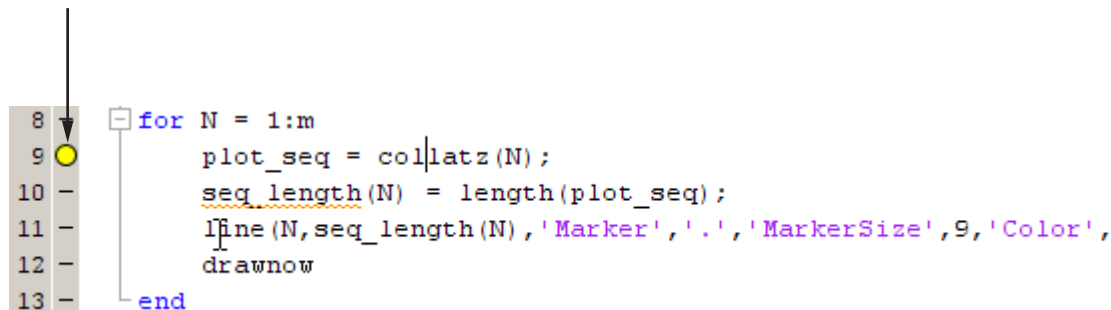 8 - for N = 1:m
9 plot_seq = collatz(N);
10 - seq_length(N) = length(plot_seq);
11 - line(N,seq_length(N),'Marker','.','MarkerSize',9,'Color',
12 - drawnow
13 - end